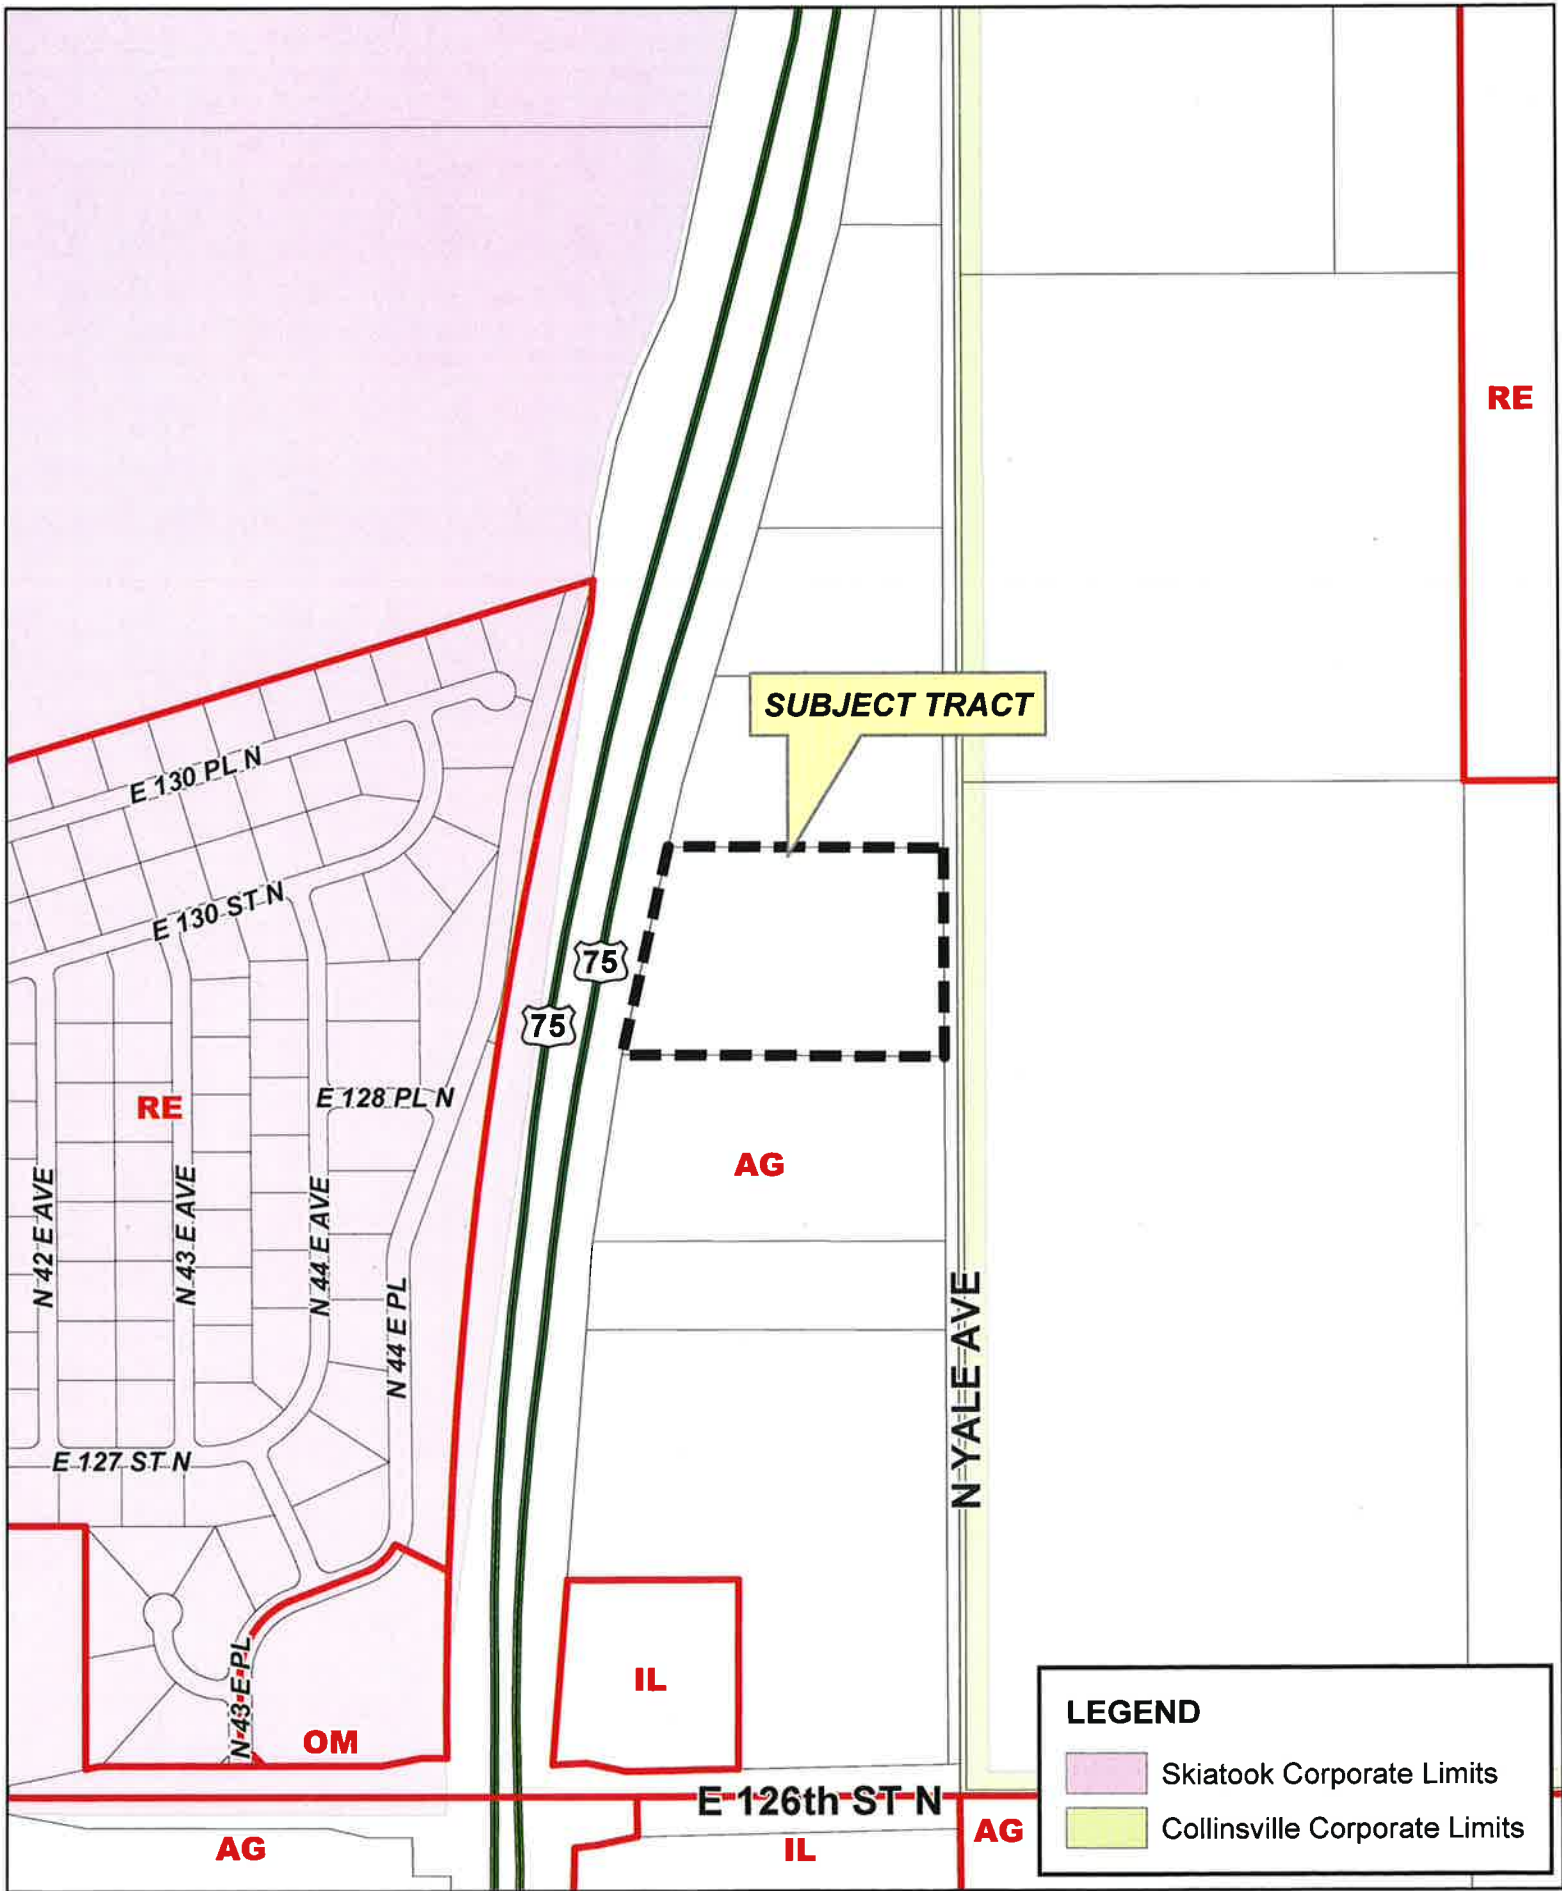 RE
SUBJECT TRACT
E 130 PL N
E 130 ST N
75
75
RE
E 128 PL N
AG
N 42 E AVE
N 43 E AVE
N 44 E AVE
N 44 E PL
N YALE AVE
E 127 ST N
N 43 E PL
OM
IL
LEGEND
Skiatook Corporate Limits
Collinsville Corporate Limits
E 126th ST N
AG
IL
AG